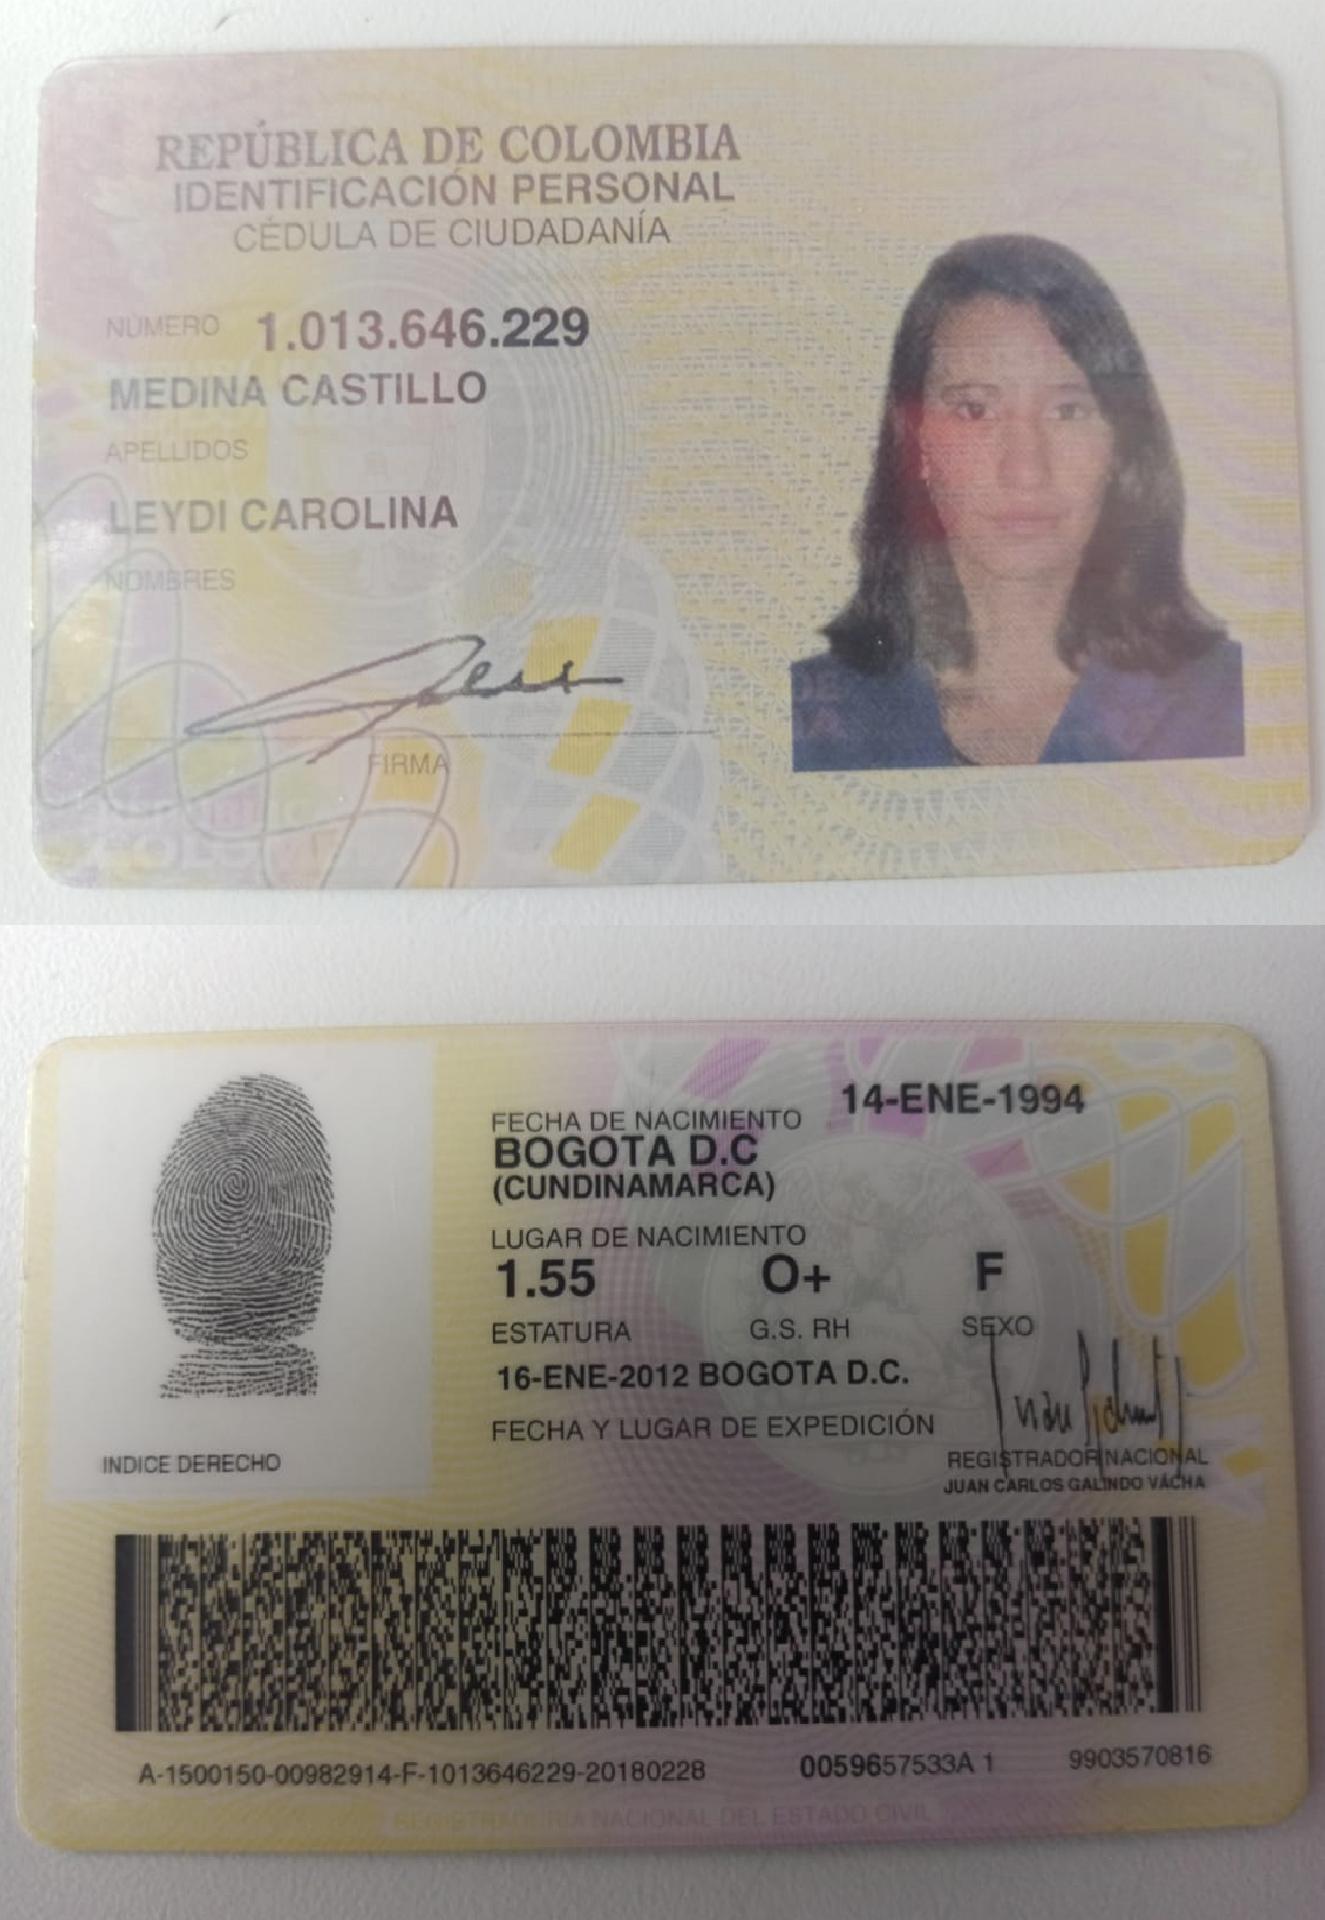 REPÚBLICA DE COLOMBIA
IDENTIFICACIÓN PERSONAL
CÉDULA DE CIUDADANÍA
NÚMERO 1.013.646.229
MEDINA CASTILLO
APELLIDOS
LEYDI CAROLINA
NOMBRES
FIRMA
FECHA DE NACIMIENTO 14-ENE-1994
BOGOTA D.C
(CUNDINAMARCA)
LUGAR DE NACIMIENTO
1.55 O+ F
ESTATURA G.S. RH SEXO
16-ENE-2012 BOGOTA D.C.
FECHA Y LUGAR DE EXPEDICIÓN
INDICE DERECHO
REGISTRADOR NACIONAL
JUAN CARLOS GALINDO VÁCHA
A-1500150-00982914-F-1013646229-20180228 0059657533A 1 9903570816
REGISTRADURIA NACIONAL DEL ESTADO CIVIL